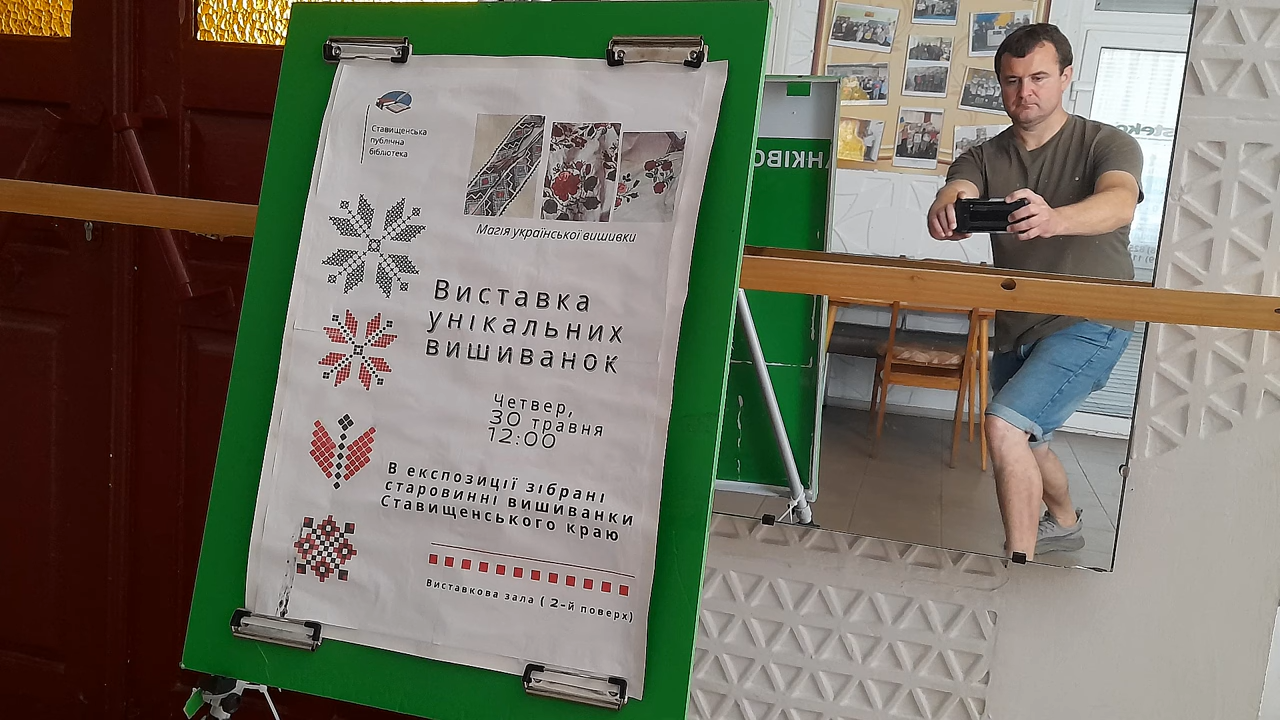 Ставищенська
публічна
бібліотека
Магія української вишивки
Виставка
унікальних
вишиванок
Четвер,
30 травня
12:00
В експозиції зібрані
старовинні вишиванки
Ставищенського краю
Виставкова зала ( 2-й поверх)